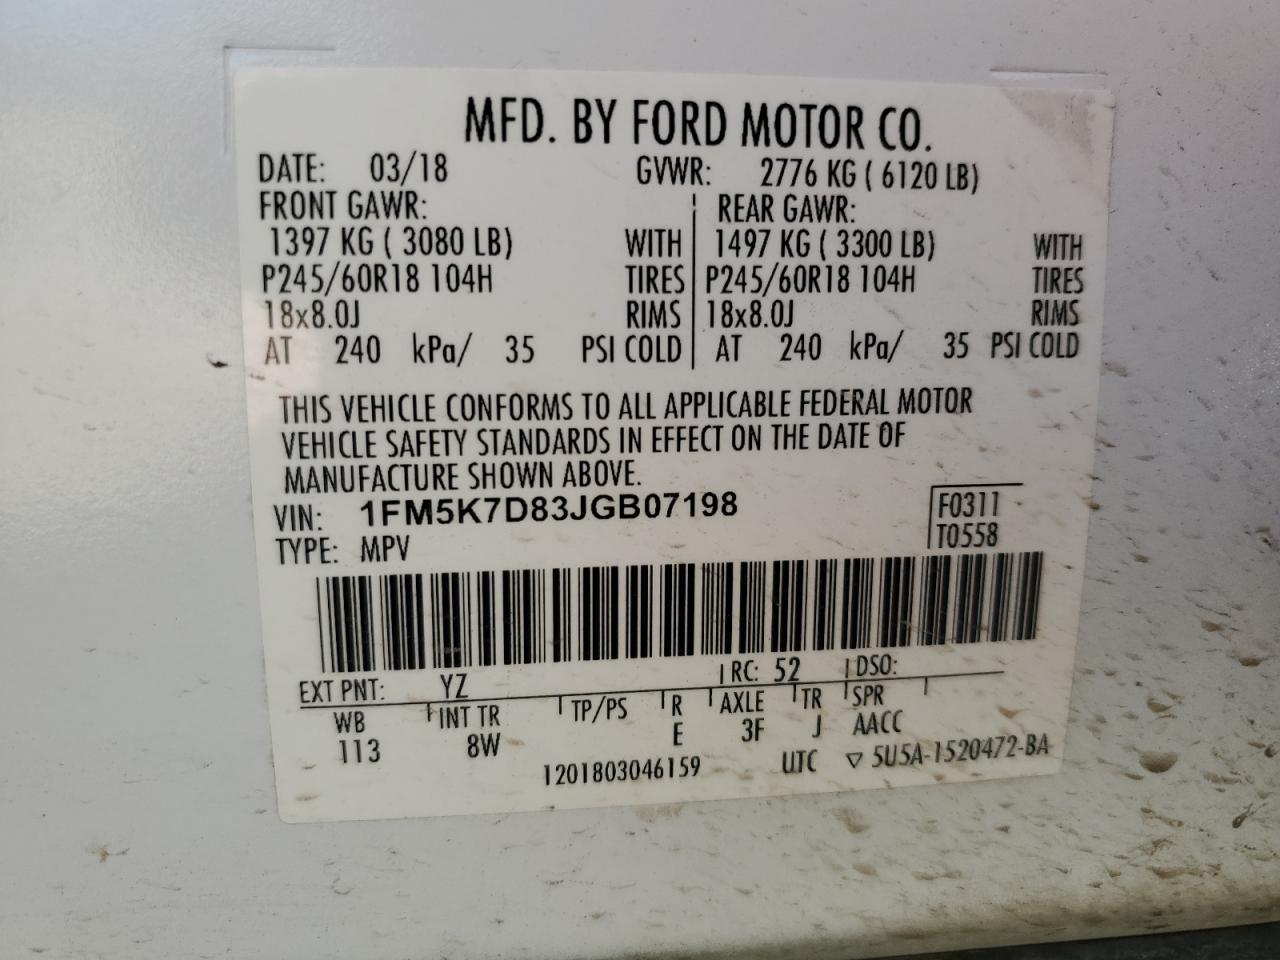 MFD. BY FORD MOTOR CO.
DATE: 03/18 GVWR: 2776 KG ( 6120 LB)
FRONT GAWR: REAR GAWR:
1397 KG ( 3080 LB) WITH 1497 KG ( 3300 LB) WITH
P245/60R18 104H TIRES P245/60R18 104H TIRES
18x8.0J RIMS 18x8.0J RIMS
AT 240 kPa/ 35 PSI COLD AT 240 kPa/ 35 PSI COLD
THIS VEHICLE CONFORMS TO ALL APPLICABLE FEDERAL MOTOR
VEHICLE SAFETY STANDARDS IN EFFECT ON THE DATE OF
MANUFACTURE SHOWN ABOVE.
VIN: 1FM5K7D83JGB07198 F0311
TYPE: MPV T0558
EXT PNT: YZ RC: 52 DSO:
WB INT TR TP/PS R AXLE TR SPR
113 8W E 3F J AACC
1201803046159 UTC ▽ 5U5A-1520472-BA